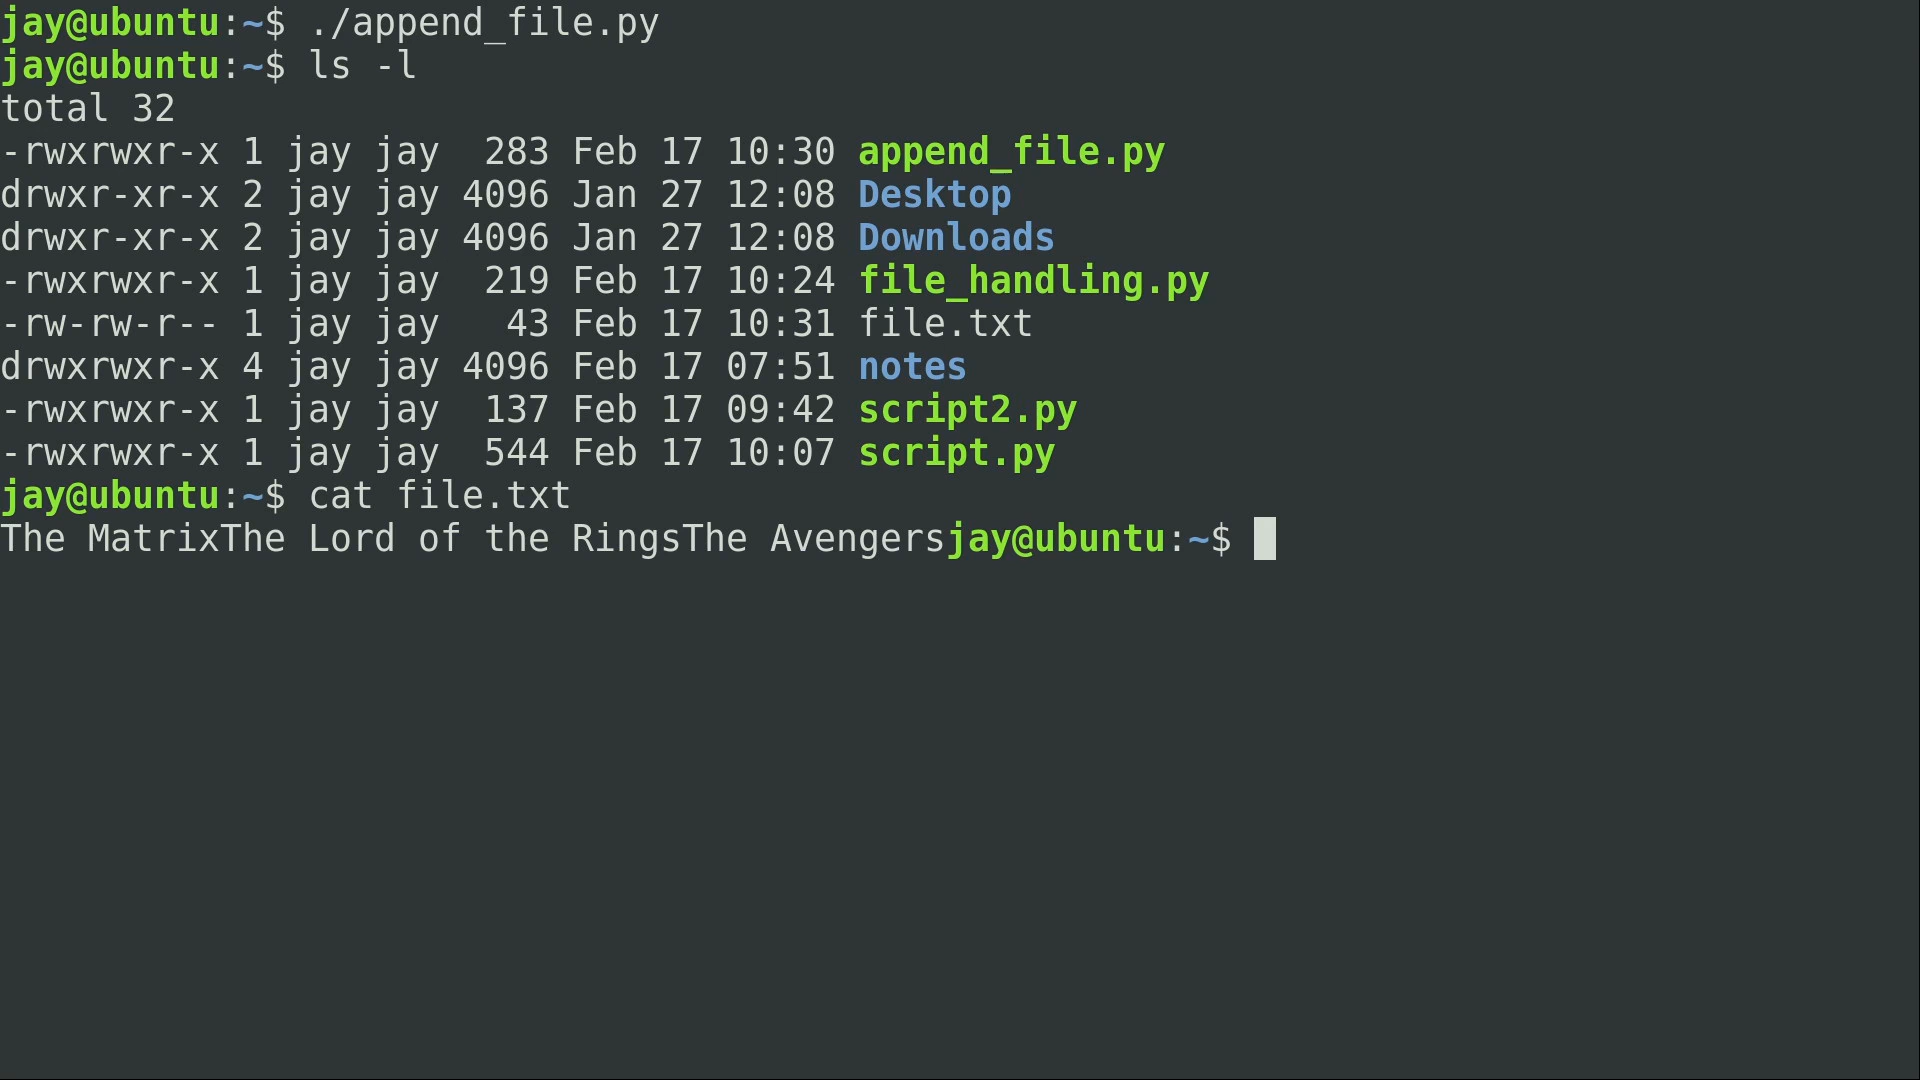 jay@ubuntu:~$ ./append_file.py
jay@ubuntu:~$ ls -l
total 32
-rwxrwxr-x 1 jay jay  283 Feb 17 10:30 append_file.py
drwxr-xr-x 2 jay jay 4096 Jan 27 12:08 Desktop
drwxr-xr-x 2 jay jay 4096 Jan 27 12:08 Downloads
-rwxrwxr-x 1 jay jay  219 Feb 17 10:24 file_handling.py
-rw-rw-r-- 1 jay jay   43 Feb 17 10:31 file.txt
drwxrwxr-x 4 jay jay 4096 Feb 17 07:51 notes
-rwxrwxr-x 1 jay jay  137 Feb 17 09:42 script2.py
-rwxrwxr-x 1 jay jay  544 Feb 17 10:07 script.py
jay@ubuntu:~$ cat file.txt
The MatrixThe Lord of the RingsThe Avengersjay@ubuntu:~$